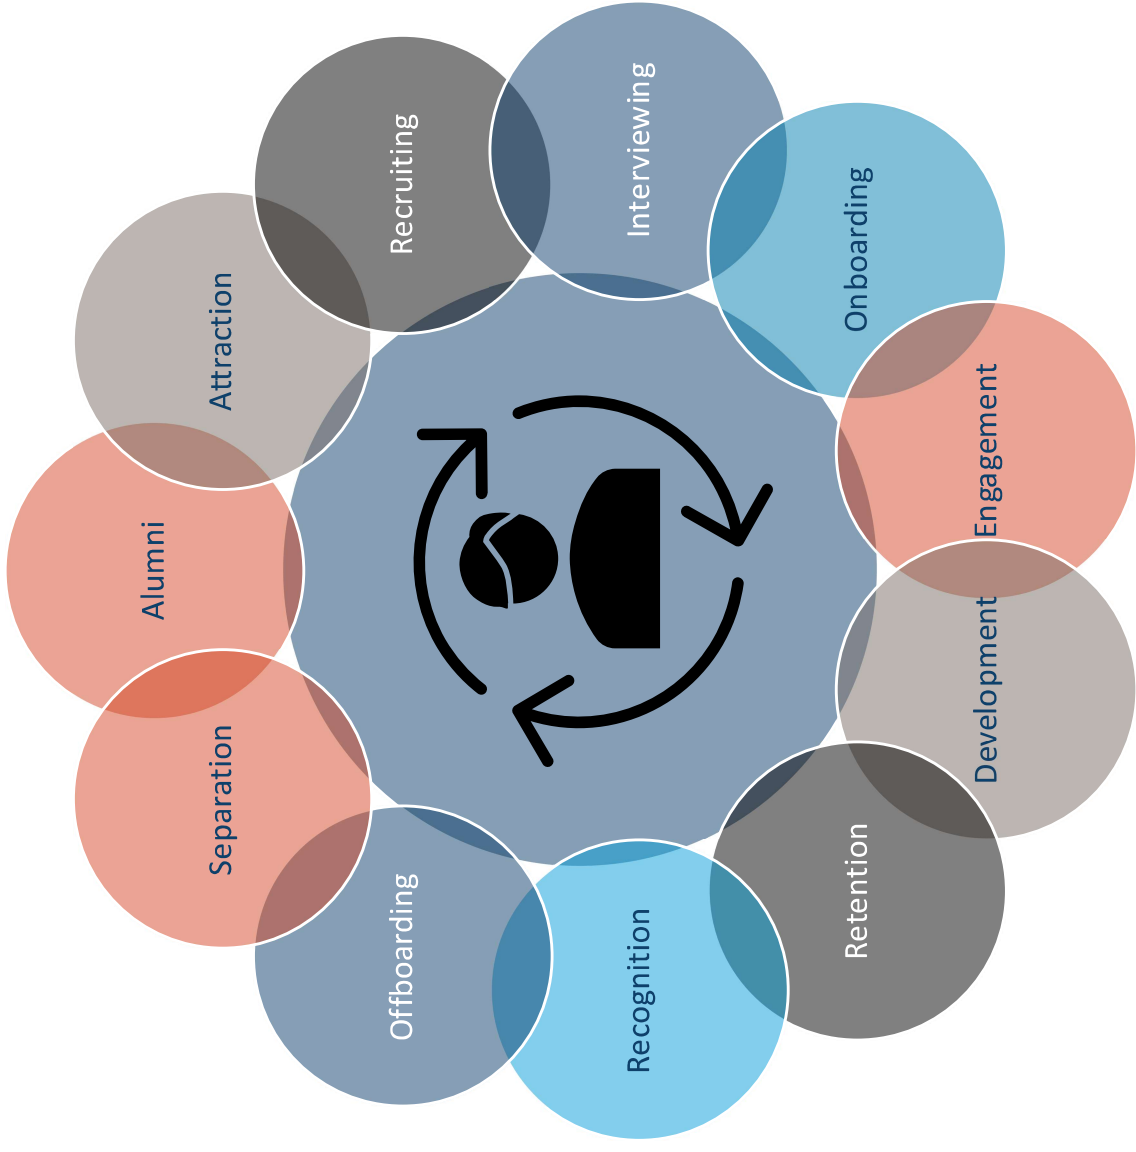 Alumni
Attraction
Recruiting
Interviewing
Onboarding
Engagement
Development
Retention
Recognition
Offboarding
Separation